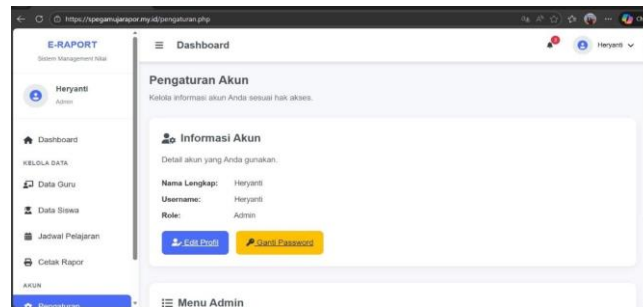 https://spegamujarapor.my.id/pengaturan.php
E-RAPORT
Sistem Management Nilai
Dashboard
Heryanti
Heryanti
Admin
Pengaturan Akun
Kelola informasi akun Anda sesuai hak akses.
Dashboard
KELOLA DATA
Data Guru
Data Siswa
Jadwal Pelajaran
Cetak Rapor
AKUN
Pengaturan
Informasi Akun
Detail akun yang Anda gunakan.
Nama Lengkap: Heryanti
Username: Heryanti
Role: Admin
Edit Profil
Ganti Password
Menu Admin